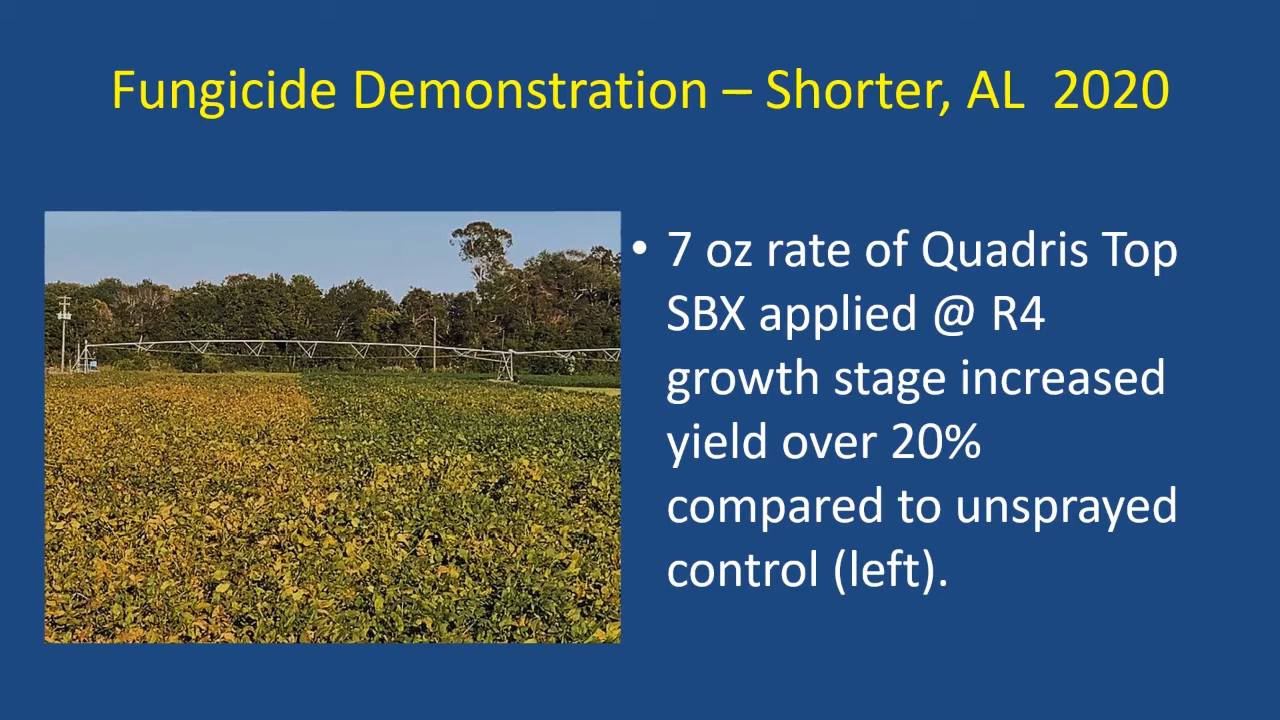 Fungicide Demonstration – Shorter, AL  2020
• 7 oz rate of Quadris Top
SBX applied @ R4
growth stage increased
yield over 20%
compared to unsprayed
control (left).